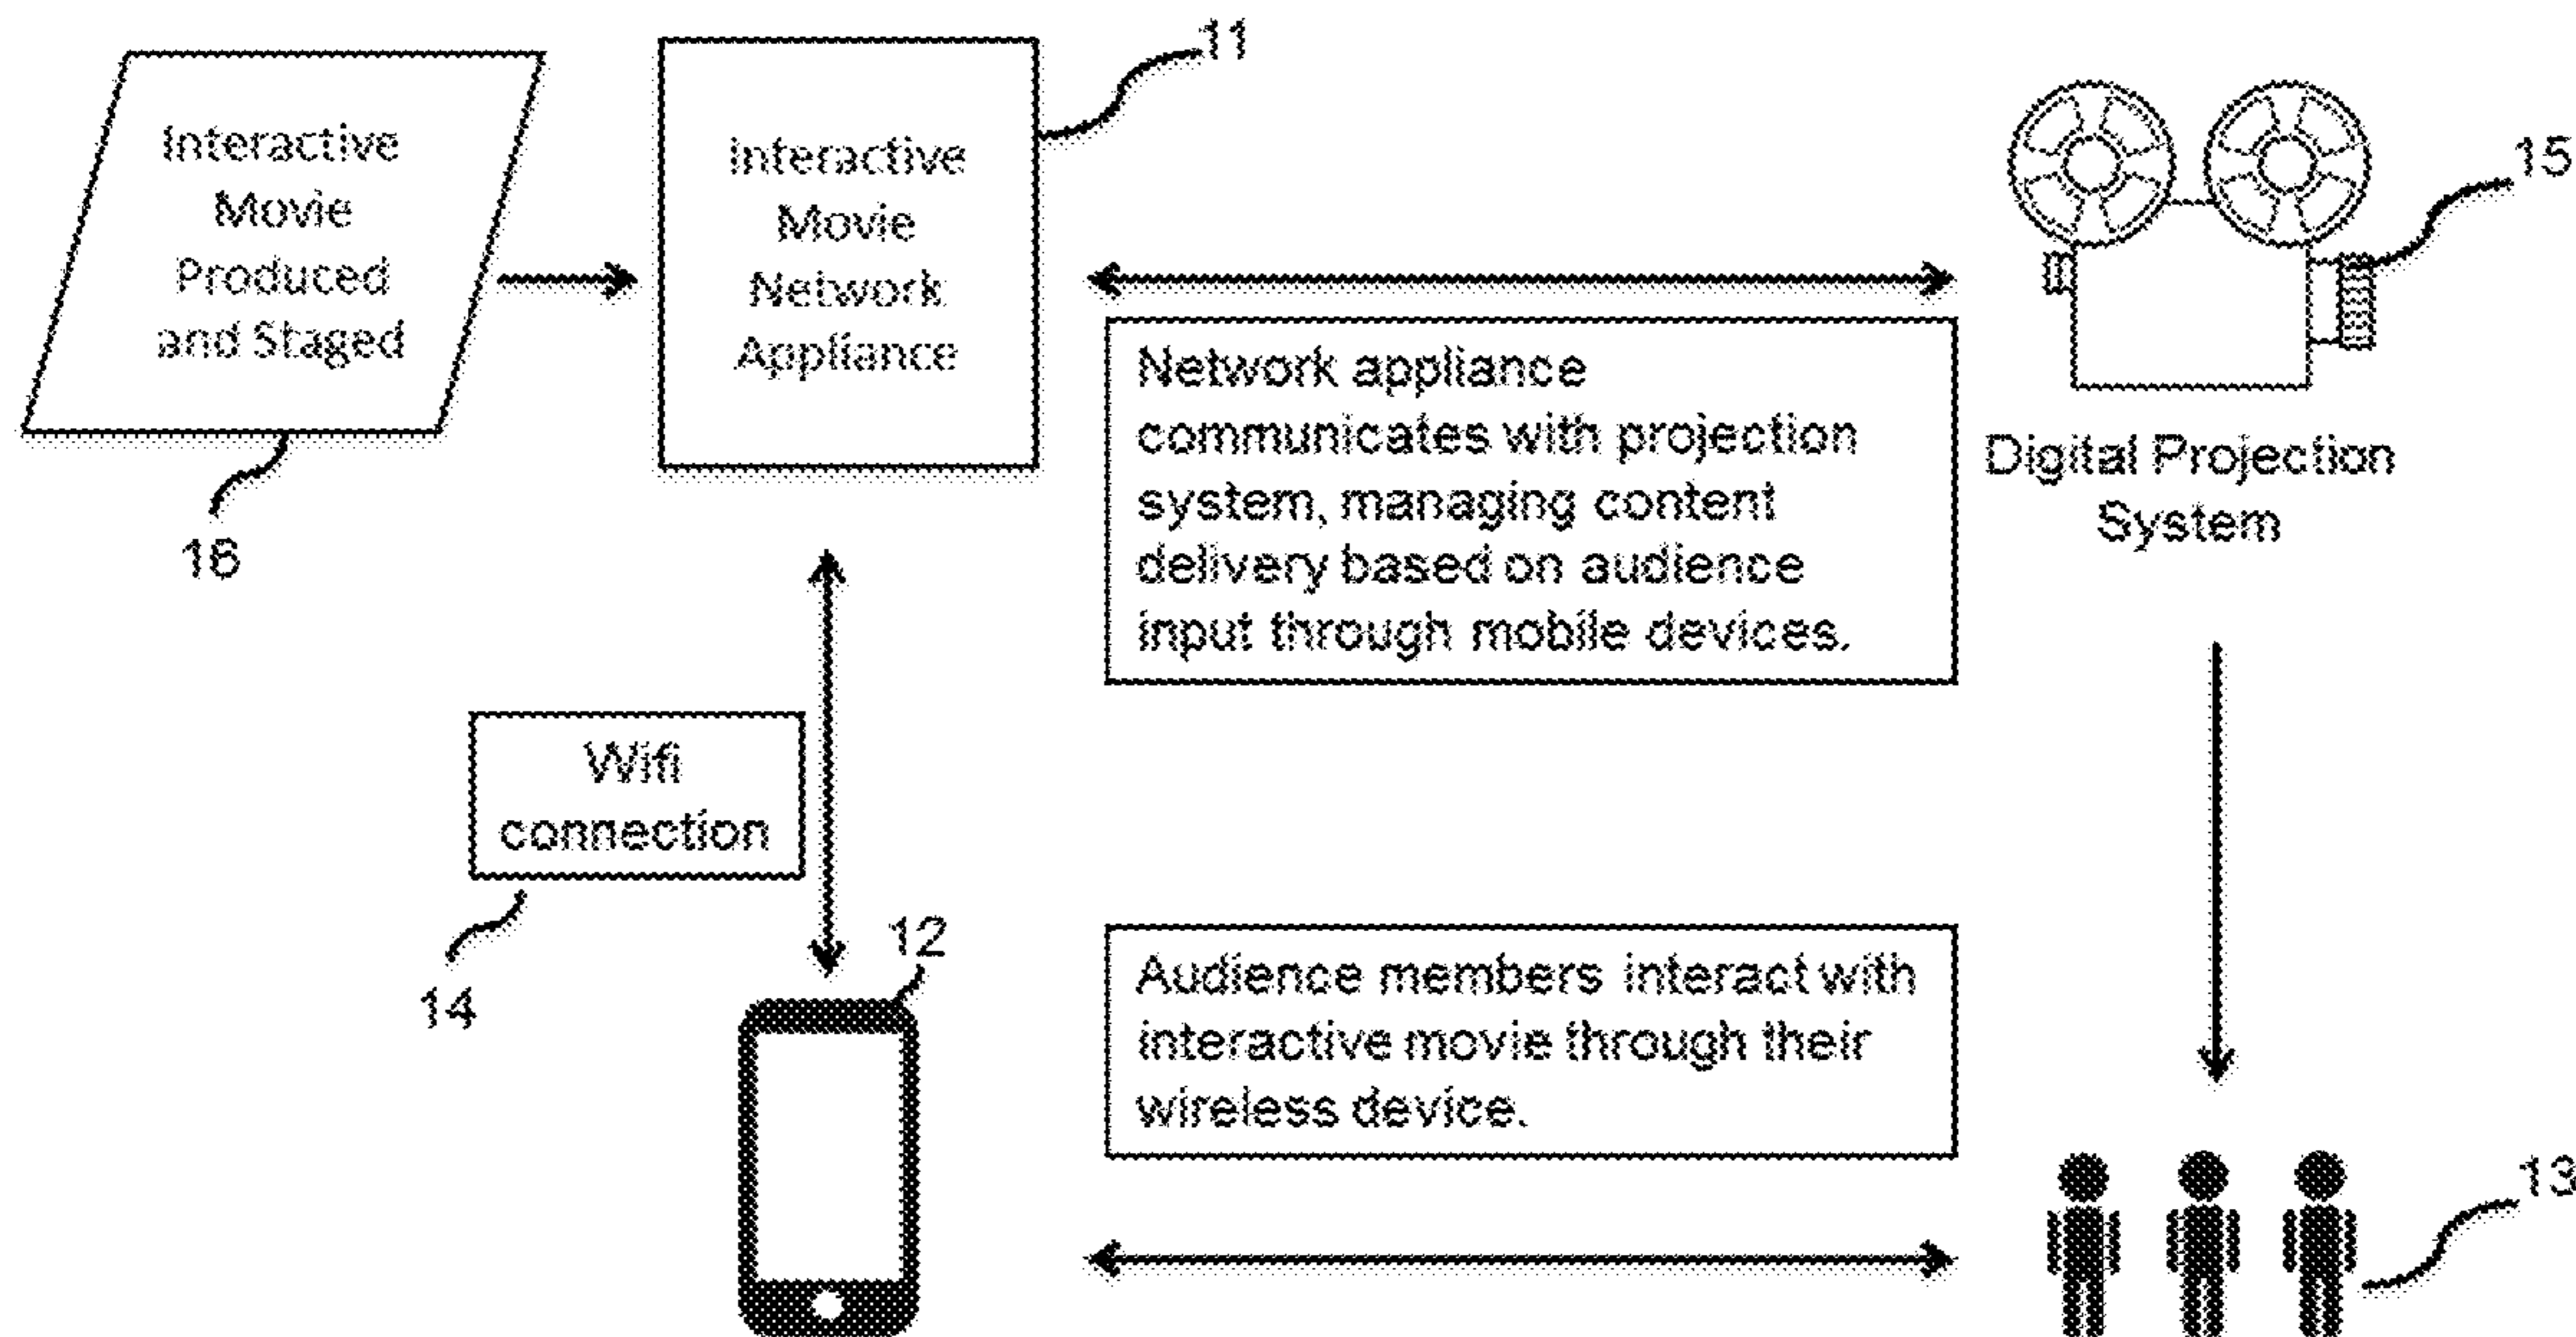 11
Interactive
Movie
Produced
and Staged
16
Interactive
Movie
Network
Appliance
15
Digital Projection
System
Network appliance
communicates with projection
system, managing content
delivery based on audience
input through mobile devices.
Wifi
connection
14
12
Audience members interact with
interactive movie through their
wireless device.
13